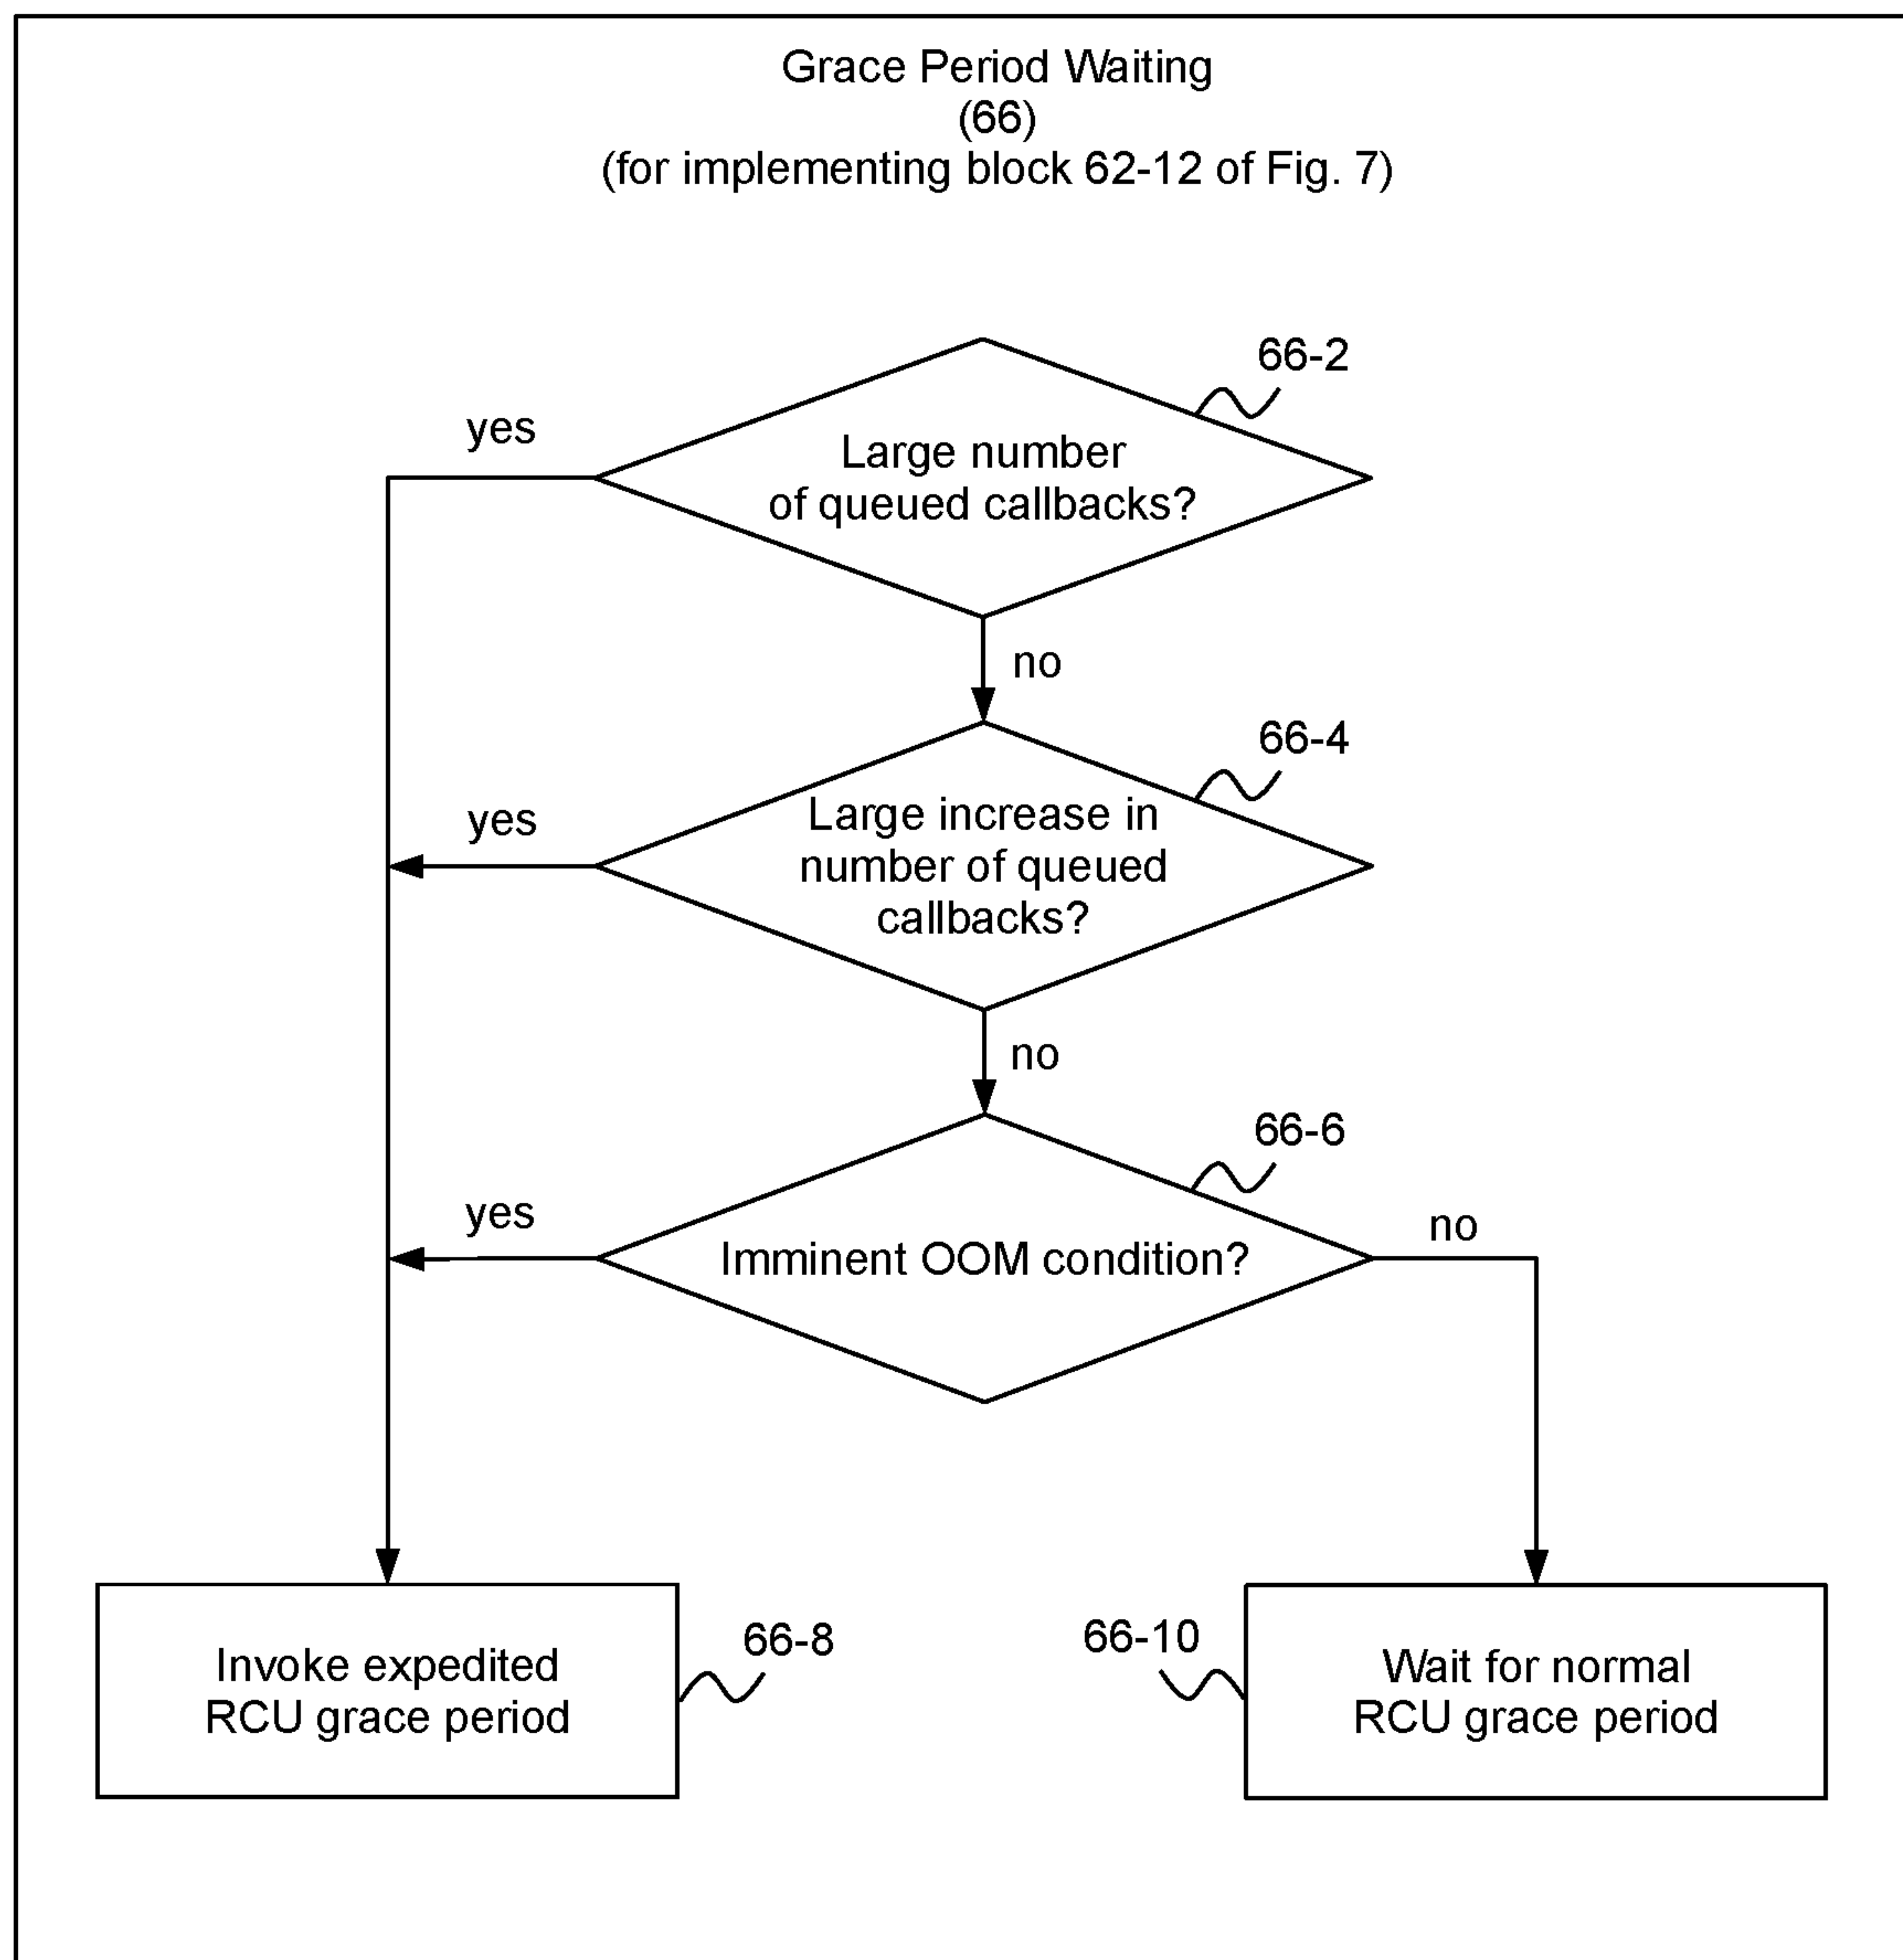 Grace Period Waiting
(66)
(for implementing block 62-12 of Fig. 7)
66-2
yes
Large number
of queued callbacks?
no
66-4
yes
Large increase in
number of queued
callbacks?
no
66-6
yes
no
Imminent OOM condition?
66-8
66-10
Invoke expedited
RCU grace period
Wait for normal
RCU grace period